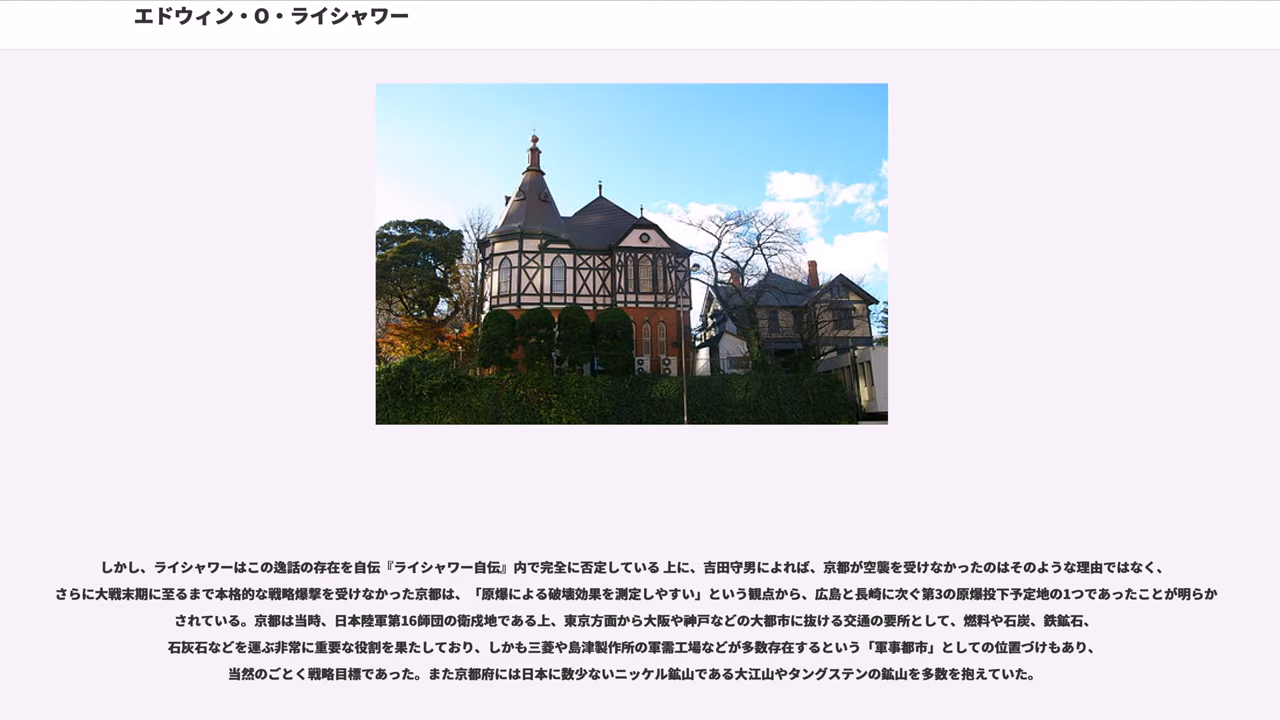 エドウィン・O・ライシャワー
しかし、ライシャワーはこの逸話の存在を自伝『ライシャワー自伝』内で完全に否定している 上に、吉田守男によれば、京都が空襲を受けなかったのはそのような理由ではなく、
さらに大戦末期に至るまで本格的な戦略爆撃を受けなかった京都は、「原爆による破壊効果を測定しやすい」という観点から、広島と長崎に次ぐ第3の原爆投下予定地の1つであったことが明らか
されている。京都は当時、日本陸軍第16師団の衛戍地である上、東京方面から大阪や神戸などの大都市に抜ける交通の要所として、燃料や石炭、鉄鉱石、
石灰石などを運ぶ非常に重要な役割を果たしており、しかも三菱や島津製作所の軍需工場などが多数存在するという「軍事都市」としての位置づけもあり、
当然のごとく戦略目標であった。また京都府には日本に数少ないニッケル鉱山である大江山やタングステンの鉱山を多数を抱えていた。